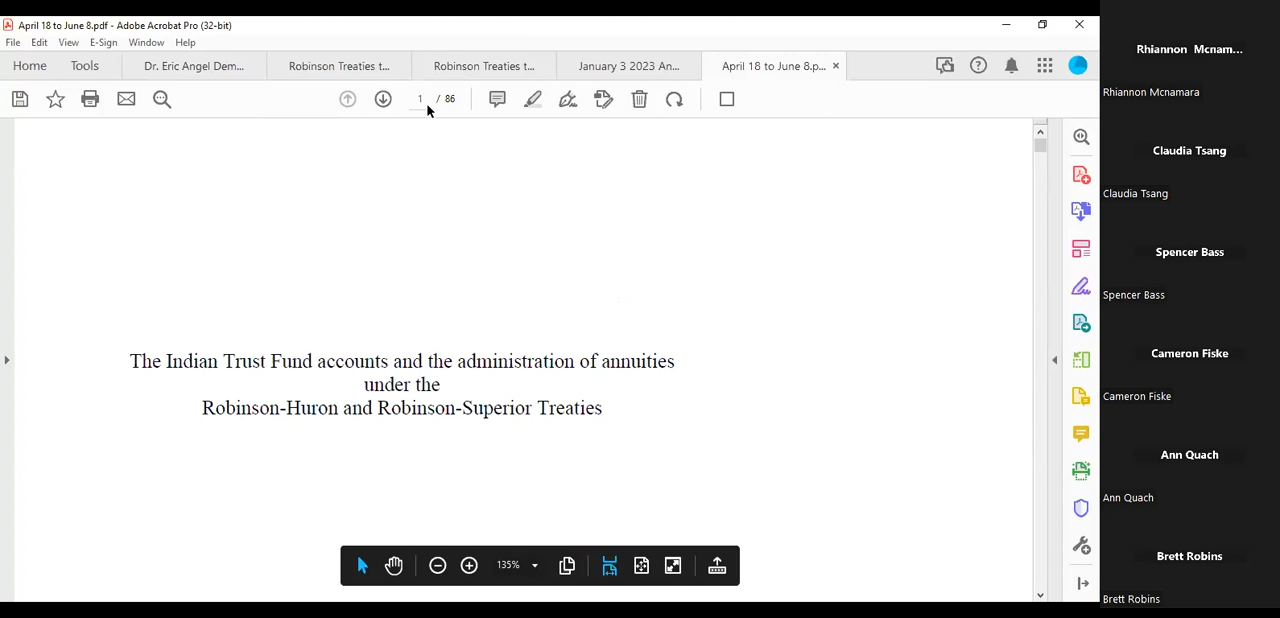 April 18 to June 8.pdf - Adobe Acrobat Pro (32-bit)
File Edit View E-Sign Window Help
Home Tools Dr. Eric Angel Dem... Robinson Treaties t... Robinson Treaties t... January 3 2023 An... April 18 to June 8.p... ×
1 / 86
The Indian Trust Fund accounts and the administration of annuities
under the
Robinson-Huron and Robinson-Superior Treaties
135%
Rhiannon Mcnam...
Rhiannon Mcnamara
Claudia Tsang
Claudia Tsang
Spencer Bass
Spencer Bass
Cameron Fiske
Cameron Fiske
Ann Quach
Ann Quach
Brett Robins
Brett Robins